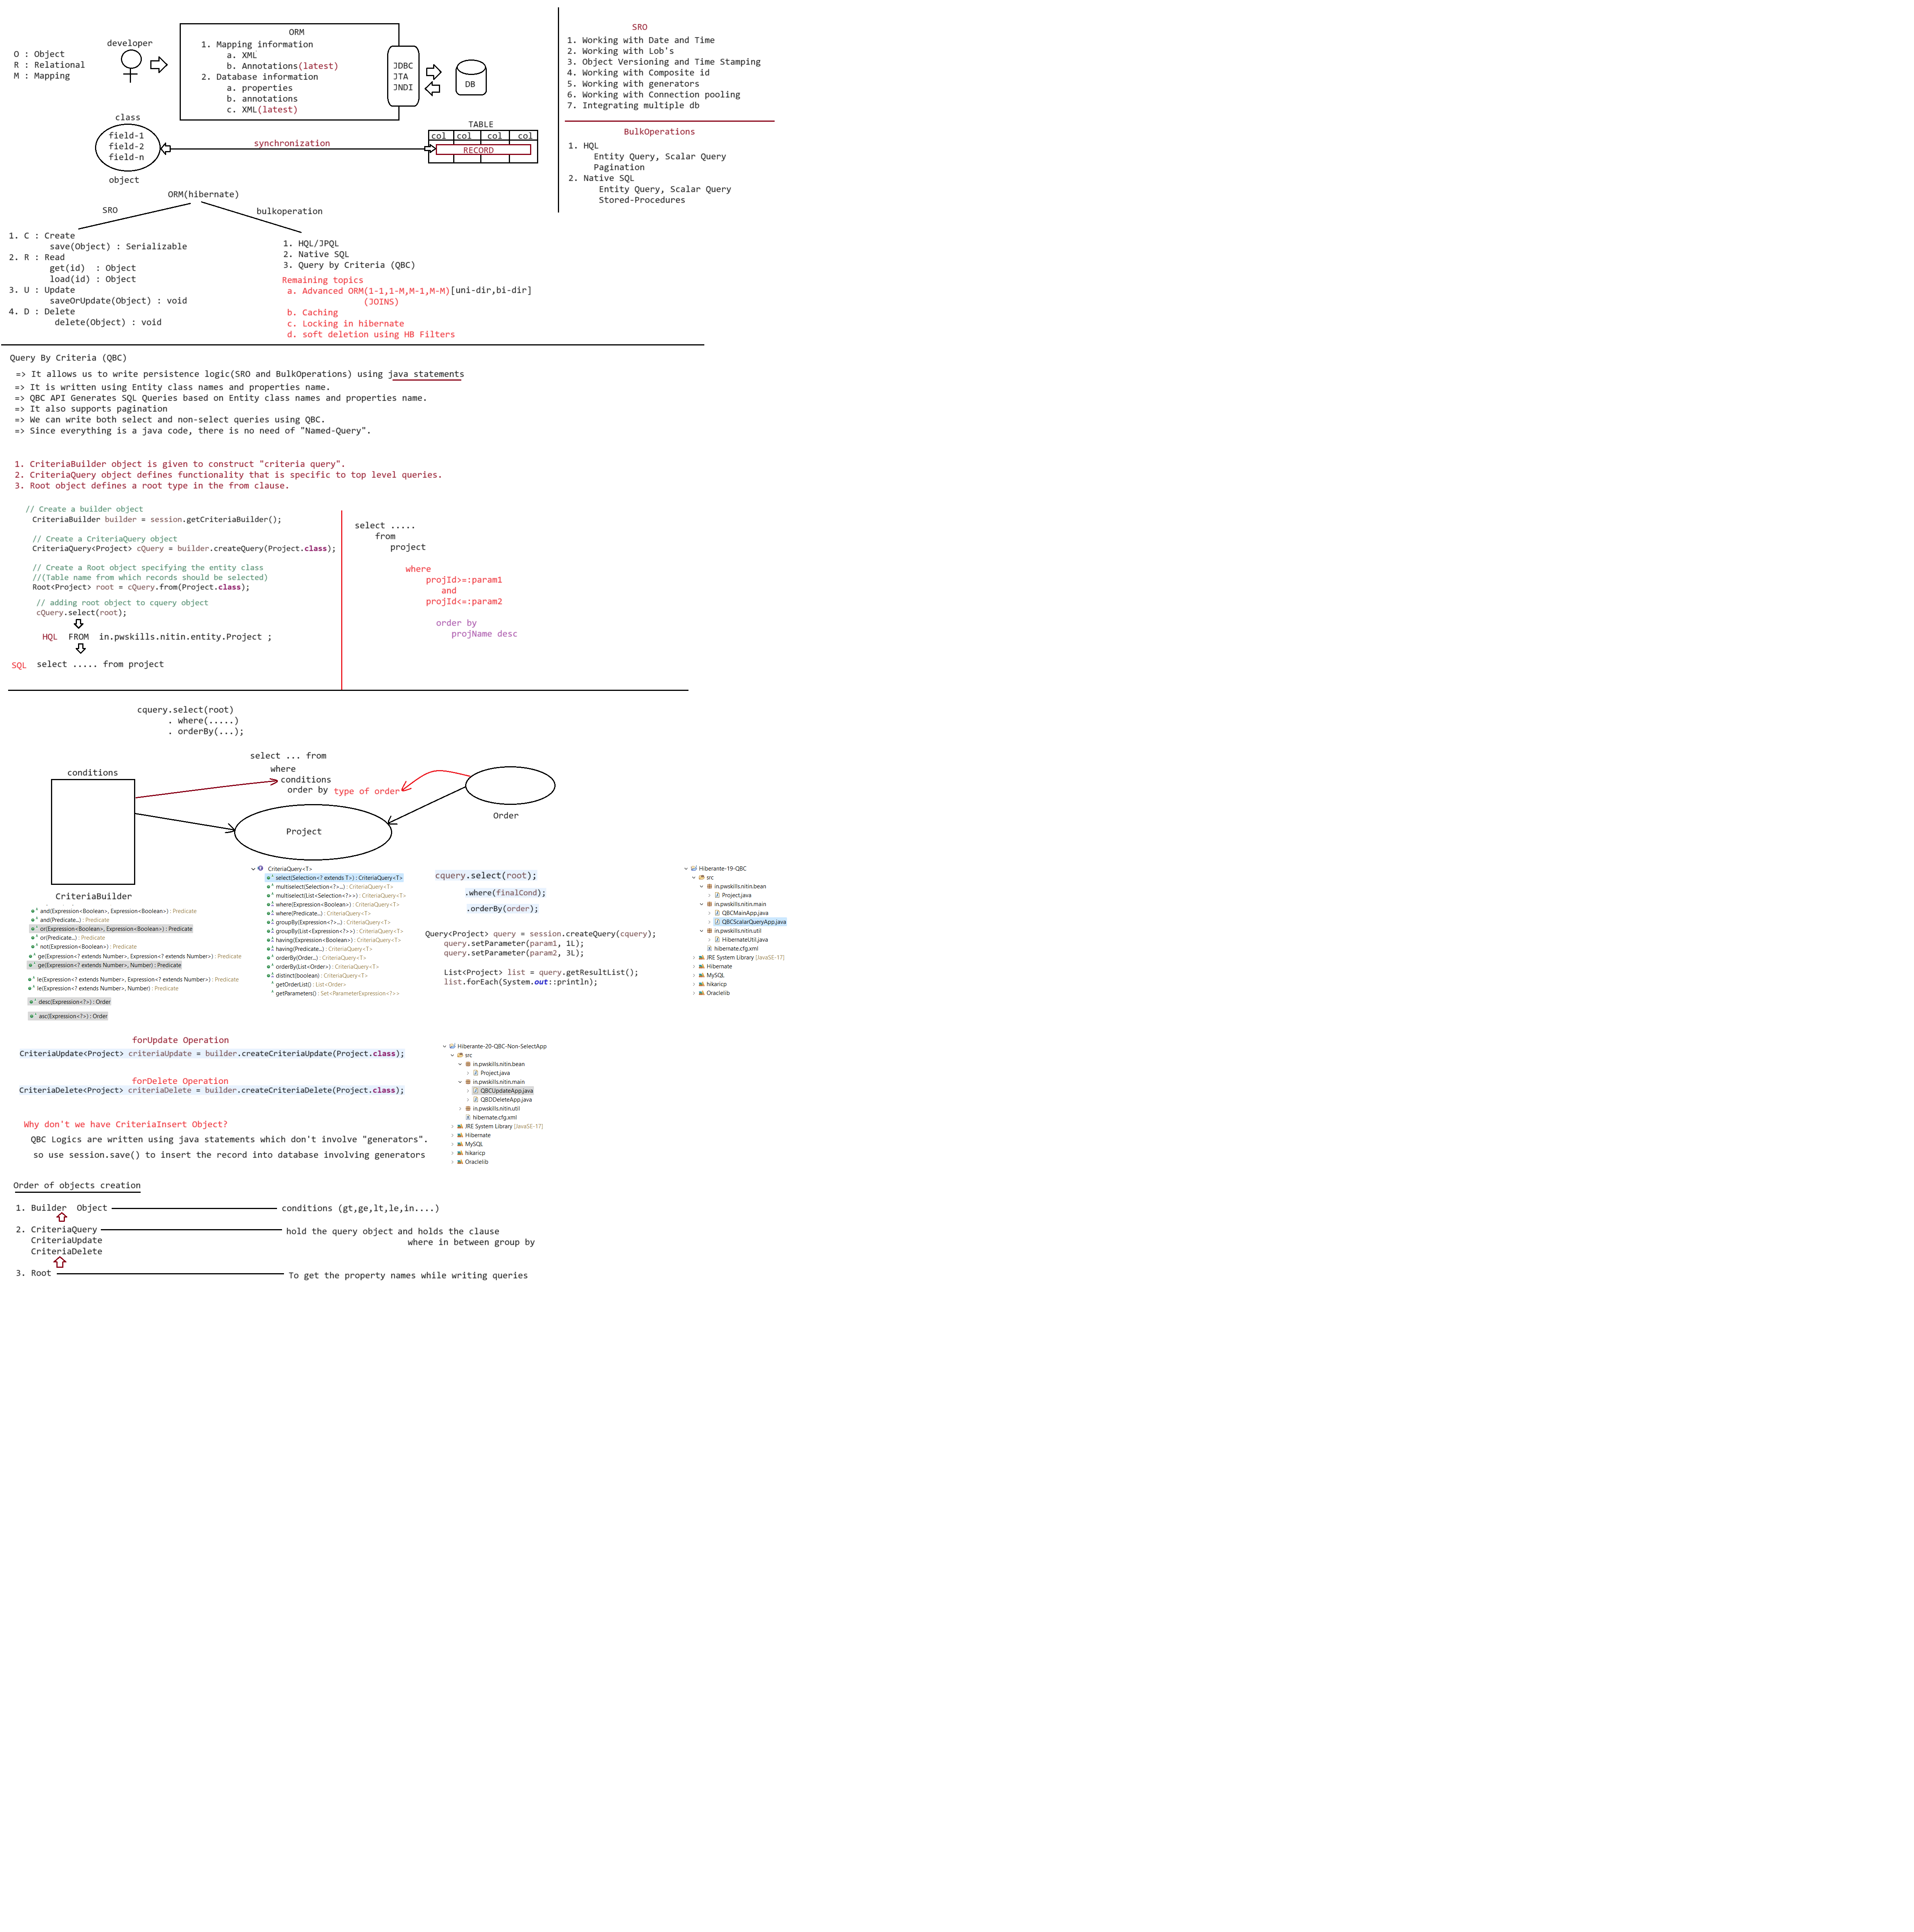 O : Object
R : Relational
M : Mapping
developer
ORM
1. Mapping information
a. XML
b. Annotations(latest)
2. Database information
a. properties
b. annotations
c. XML(latest)
JDBC
JTA
JNDI
DB
class
field-1
field-2
field-n
object
synchronization
TABLE
col col col col
RECORD
SRO
1. Working with Date and Time
2. Working with Lob's
3. Object Versioning and Time Stamping
4. Working with Composite id
5. Working with generators
6. Working with Connection pooling
7. Integrating multiple db
BulkOperations
1. HQL
Entity Query, Scalar Query
Pagination
2. Native SQL
Entity Query, Scalar Query
Stored-Procedures
ORM(hibernate)
SRO
bulkoperation
1. C : Create
save(Object) : Serializable
2. R : Read
get(id) : Object
load(id) : Object
3. U : Update
saveOrUpdate(Object) : void
4. D : Delete
delete(Object) : void
1. HQL/JPQL
2. Native SQL
3. Query by Criteria (QBC)
Remaining topics
a. Advanced ORM(1-1,1-M,M-1,M-M)[uni-dir,bi-dir]
(JOINS)
b. Caching
c. Locking in hibernate
d. soft deletion using HB Filters
Query By Criteria (QBC)
=> It allows us to write persistence logic(SRO and BulkOperations) using java statements
=> It is written using Entity class names and properties name.
=> QBC API Generates SQL Queries based on Entity class names and properties name.
=> It also supports pagination
=> We can write both select and non-select queries using QBC.
=> Since everything is a java code, there is no need of "Named-Query".
1. CriteriaBuilder object is given to construct "criteria query".
2. CriteriaQuery object defines functionality that is specific to top level queries.
3. Root object defines a root type in the from clause.
// Create a builder object
CriteriaBuilder builder = session.getCriteriaBuilder();
// Create a CriteriaQuery object
CriteriaQuery<Project> cQuery = builder.createQuery(Project.class);
// Create a Root object specifying the entity class
//(Table name from which records should be selected)
Root<Project> root = cQuery.from(Project.class);
// adding root object to cquery object
cQuery.select(root);
HQL FROM in.pwskills.nitin.entity.Project ;
SQL select ..... from project
select .....
from
project
where
projId>=:param1
and
projId<=:param2
order by
projName desc
cquery.select(root)
. where(.....)
. orderBy(...);
select ... from
where
conditions
order by type of order
conditions
Project
Order
CriteriaBuilder
and(Expression<Boolean>, Expression<Boolean>) : Predicate
and(Predicate...) : Predicate
or(Expression<Boolean>, Expression<Boolean>) : Predicate
or(Predicate...) : Predicate
not(Expression<Boolean>) : Predicate
ge(Expression<? extends Number>, Expression<? extends Number>) : Predicate
ge(Expression<? extends Number>, Number) : Predicate
le(Expression<? extends Number>, Expression<? extends Number>) : Predicate
le(Expression<? extends Number>, Number) : Predicate
desc(Expression<?>) : Order
asc(Expression<?>) : Order
CriteriaQuery<T>
select(Selection<? extends T>) : CriteriaQuery<T>
multiselect(Selection<?>...) : CriteriaQuery<T>
multiselect(List<Selection<?>>) : CriteriaQuery<T>
where(Expression<Boolean>) : CriteriaQuery<T>
where(Predicate...) : CriteriaQuery<T>
groupBy(Expression<?>...) : CriteriaQuery<T>
groupBy(List<Expression<?>>) : CriteriaQuery<T>
having(Expression<Boolean>) : CriteriaQuery<T>
having(Predicate...) : CriteriaQuery<T>
orderBy(Order...) : CriteriaQuery<T>
orderBy(List<Order>) : CriteriaQuery<T>
distinct(boolean) : CriteriaQuery<T>
getOrderList() : List<Order>
getParameters() : Set<ParameterExpression<?>>
cquery.select(root);
.where(finalCond);
.orderBy(order);
Query<Project> query = session.createQuery(cquery);
query.setParameter(param1, 1L);
query.setParameter(param2, 3L);
List<Project> list = query.getResultList();
list.forEach(System.out::println);
Hiberante-19-QBC
src
in.pwskills.nitin.bean
Project.java
in.pwskills.nitin.main
QBCMainApp.java
QBCScalarQueryApp.java
in.pwskills.nitin.util
HibernateUtil.java
hibernate.cfg.xml
JRE System Library [JavaSE-17]
Hibernate
MySQL
hikaricp
Oraclelib
forUpdate Operation
CriteriaUpdate<Project> criteriaUpdate = builder.createCriteriaUpdate(Project.class);
forDelete Operation
CriteriaDelete<Project> criteriaDelete = builder.createCriteriaDelete(Project.class);
Hiberante-20-QBC-Non-SelectApp
src
in.pwskills.nitin.bean
Project.java
in.pwskills.nitin.main
QBCUpdateApp.java
QBDDeleteApp.java
in.pwskills.nitin.util
hibernate.cfg.xml
JRE System Library [JavaSE-17]
Hibernate
MySQL
hikaricp
Oraclelib
Why don't we have CriteriaInsert Object?
QBC Logics are written using java statements which don't involve "generators".
so use session.save() to insert the record into database involving generators
Order of objects creation
1. Builder Object
conditions (gt,ge,lt,le,in....)
2. CriteriaQuery
CriteriaUpdate
CriteriaDelete
hold the query object and holds the clause
where in between group by
3. Root
To get the property names while writing queries